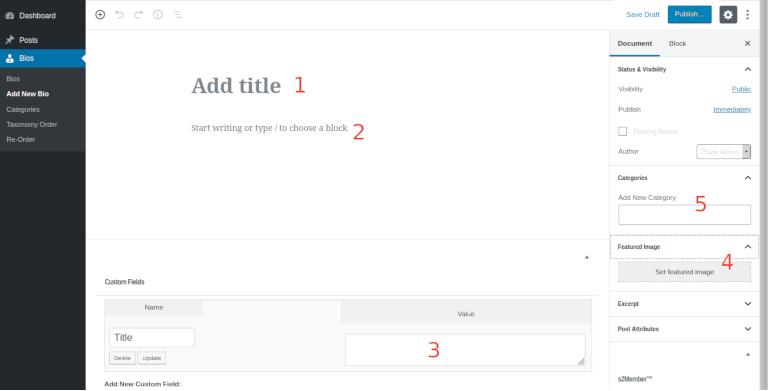 Dashboard
Posts
Bios
Bios
Add New Bio
Categories
Taxonomy Order
Re-Order
Save Draft
Publish...
Add title 1
Start writing or type / to choose a block 2
Custom Fields
Name
Value
Title
Delete Update
3
Add New Custom Field:
Document Block
Status & Visibility
Visibility Public
Publish Immediately
Pending Review
Author 7Sage Admin
Categories
Add New Category
5
Featured Image
4
Set featured image
Excerpt
Post Attributes
s2Member™